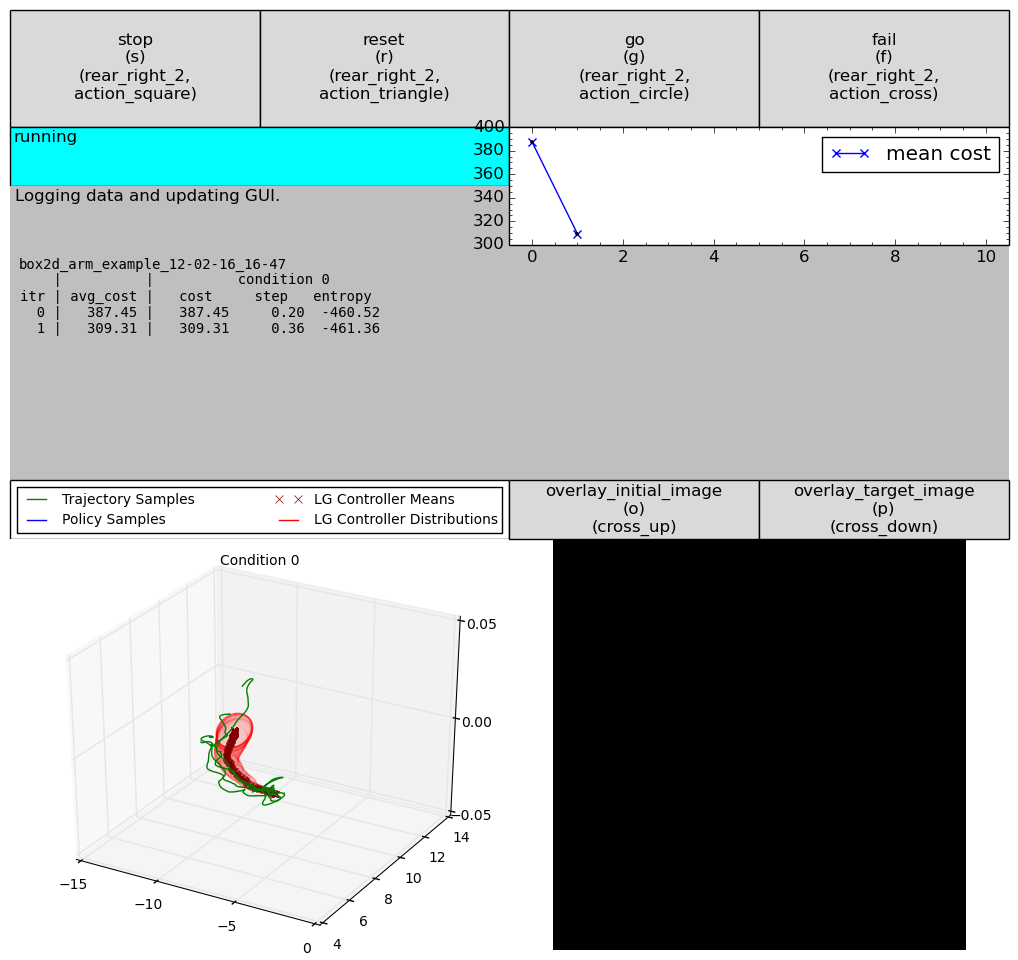 stop
(s)
(rear_right_2,
action_square)
reset
(r)
(rear_right_2,
action_triangle)
go
(g)
(rear_right_2,
action_circle)
fail
(f)
(rear_right_2,
action_cross)
running
400
380
360
340
320
300
mean cost
0 2 4 6 8 10
Logging data and updating GUI.
box2d_arm_example_12-02-16_16-47
| | condition 0
itr | avg_cost | cost step entropy
0 | 387.45 | 387.45 0.20 -460.52
1 | 309.31 | 309.31 0.36 -461.36
Trajectory Samples
Policy Samples
LG Controller Means
LG Controller Distributions
overlay_initial_image
(o)
(cross_up)
overlay_target_image
(p)
(cross_down)
Condition 0
0.05
0.00
−0.05
14
12
10
8
6
4
−15
−10
−5
0